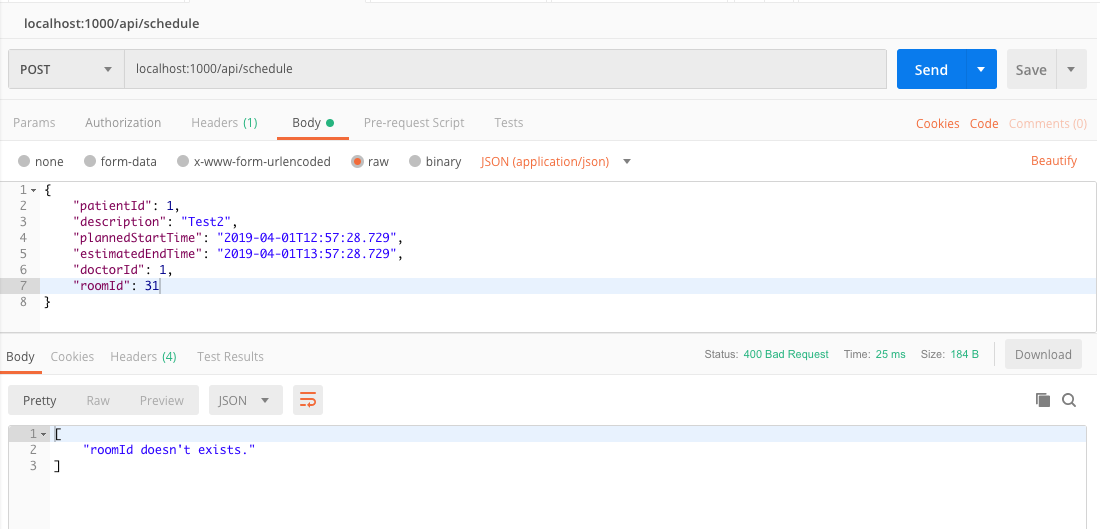 localhost:1000/api/schedule
POST localhost:1000/api/schedule Send Save
Params Authorization Headers (1) Body Pre-request Script Tests Cookies Code Comments (0)
none form-data x-www-form-urlencoded raw binary JSON (application/json) Beautify
1 {
2 "patientId": 1,
3 "description": "Test2",
4 "plannedStartTime": "2019-04-01T12:57:28.729",
5 "estimatedEndTime": "2019-04-01T13:57:28.729",
6 "doctorId": 1,
7 "roomId": 31
8 }
Body Cookies Headers (4) Test Results Status: 400 Bad Request Time: 25 ms Size: 184 B Download
Pretty Raw Preview JSON
1 [
2 "roomId doesn't exists."
3 ]